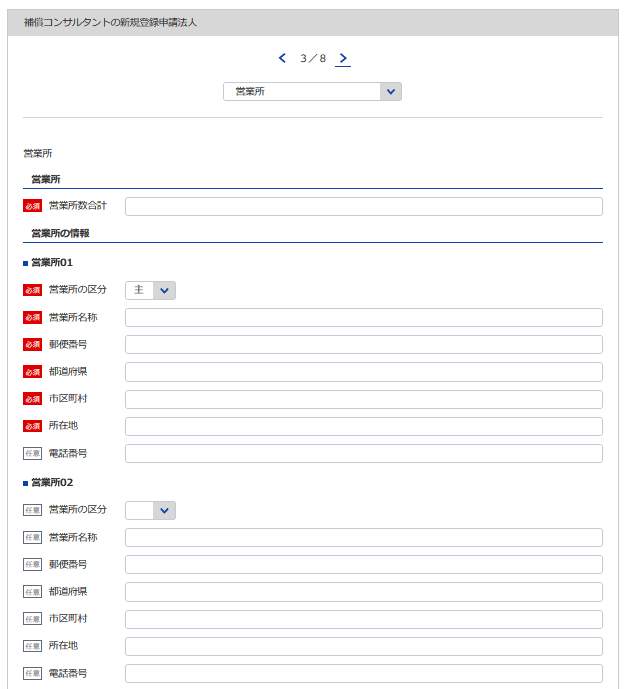 補償コンサルタントの新規登録申請法人
3／8
営業所
営業所
営業所
必須 営業所数合計
営業所の情報
営業所01
必須 営業所の区分 主
必須 営業所名称
必須 郵便番号
必須 都道府県
必須 市区町村
必須 所在地
任意 電話番号
営業所02
任意 営業所の区分
任意 営業所名称
任意 郵便番号
任意 都道府県
任意 市区町村
任意 所在地
任意 電話番号